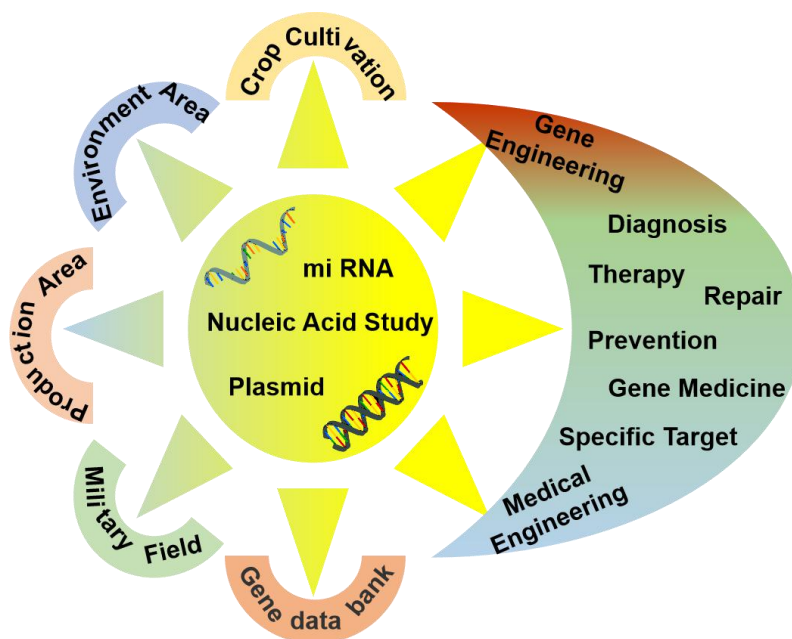 Crop Cultivation
Environment Area
Production Area
Military Field
Gene data bank
mi RNA
Nucleic Acid Study
Plasmid
Gene
Engineering
Diagnosis
Therapy
Repair
Prevention
Gene Medicine
Specific Target
Medical
Engineering